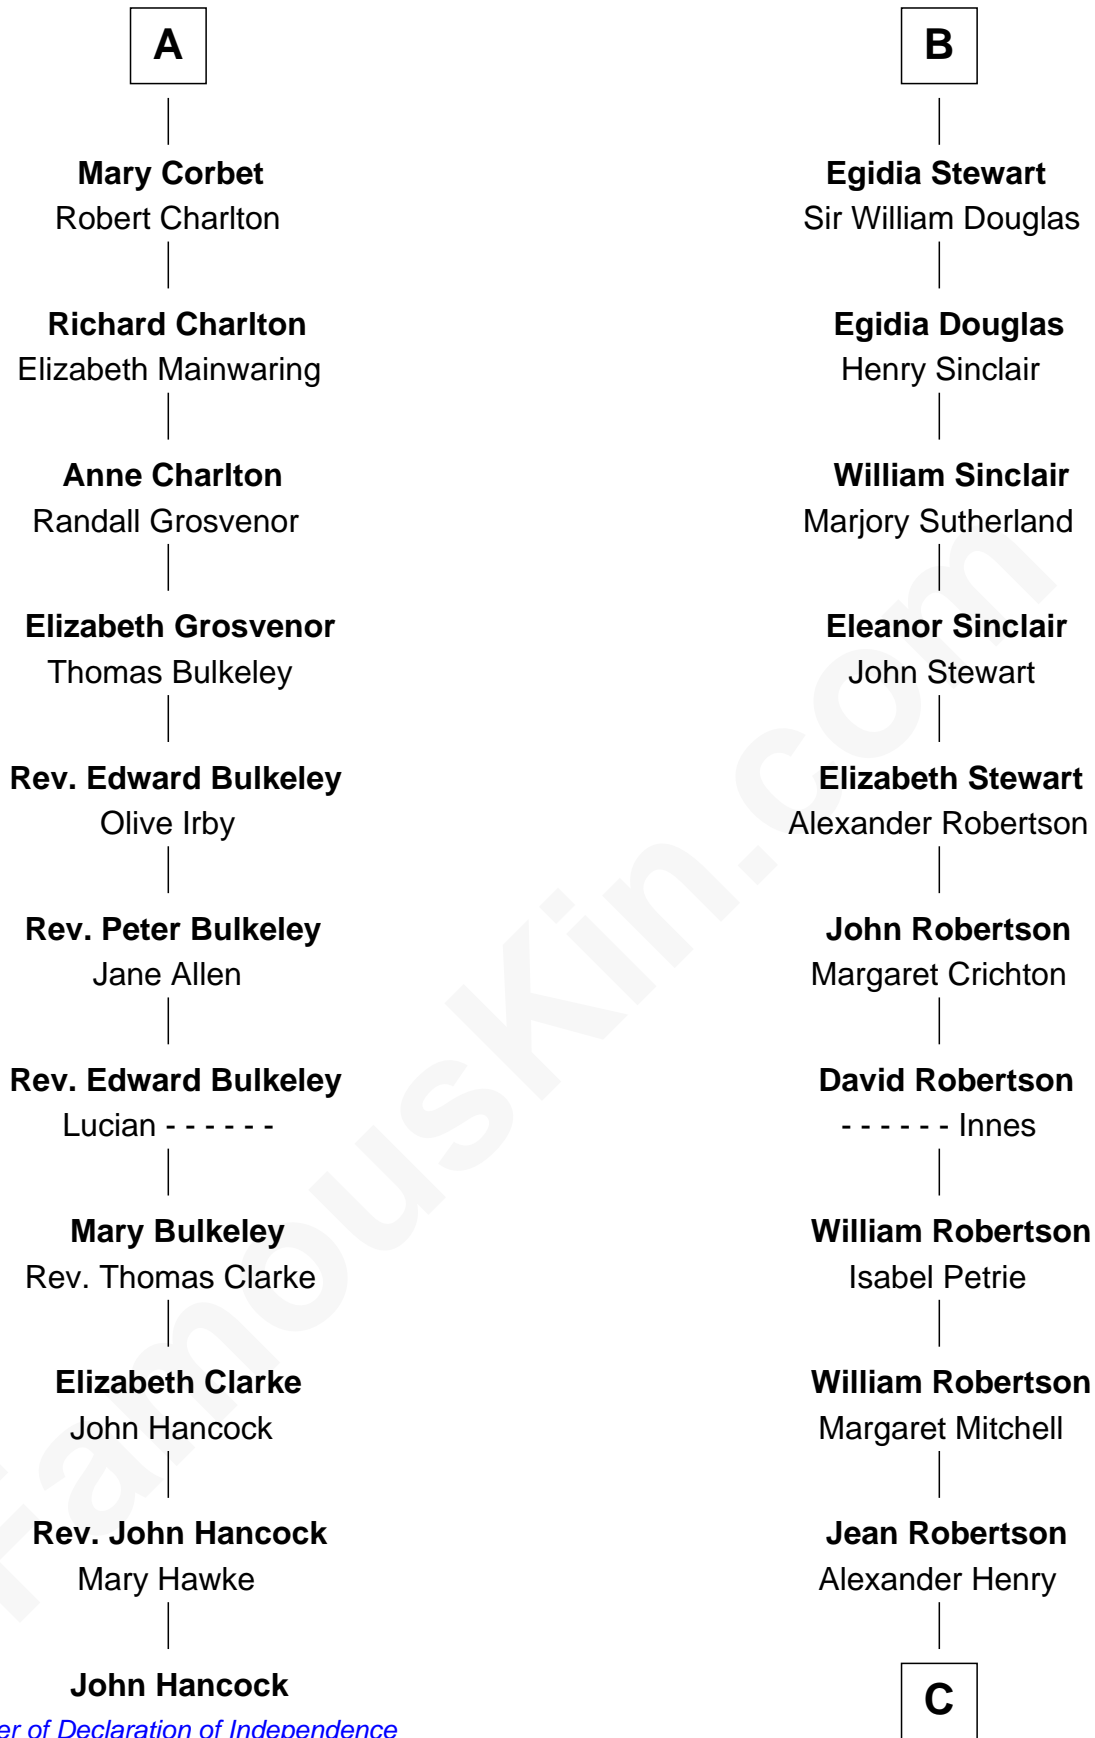 A
Mary Corbet
Robert Charlton
Richard Charlton
Elizabeth Mainwaring
Anne Charlton
Randall Grosvenor
Elizabeth Grosvenor
Thomas Bulkeley
Rev. Edward Bulkeley
Olive Irby
Rev. Peter Bulkeley
Jane Allen
Rev. Edward Bulkeley
Lucian - - - - - -
Mary Bulkeley
Rev. Thomas Clarke
Elizabeth Clarke
John Hancock
Rev. John Hancock
Mary Hawke
John Hancock
er of Declaration of Independence
B
Egidia Stewart
Sir William Douglas
Egidia Douglas
Henry Sinclair
William Sinclair
Marjory Sutherland
Eleanor Sinclair
John Stewart
Elizabeth Stewart
Alexander Robertson
John Robertson
Margaret Crichton
David Robertson
- - - - - - Innes
William Robertson
Isabel Petrie
William Robertson
Margaret Mitchell
Jean Robertson
Alexander Henry
C
FamousKin.com